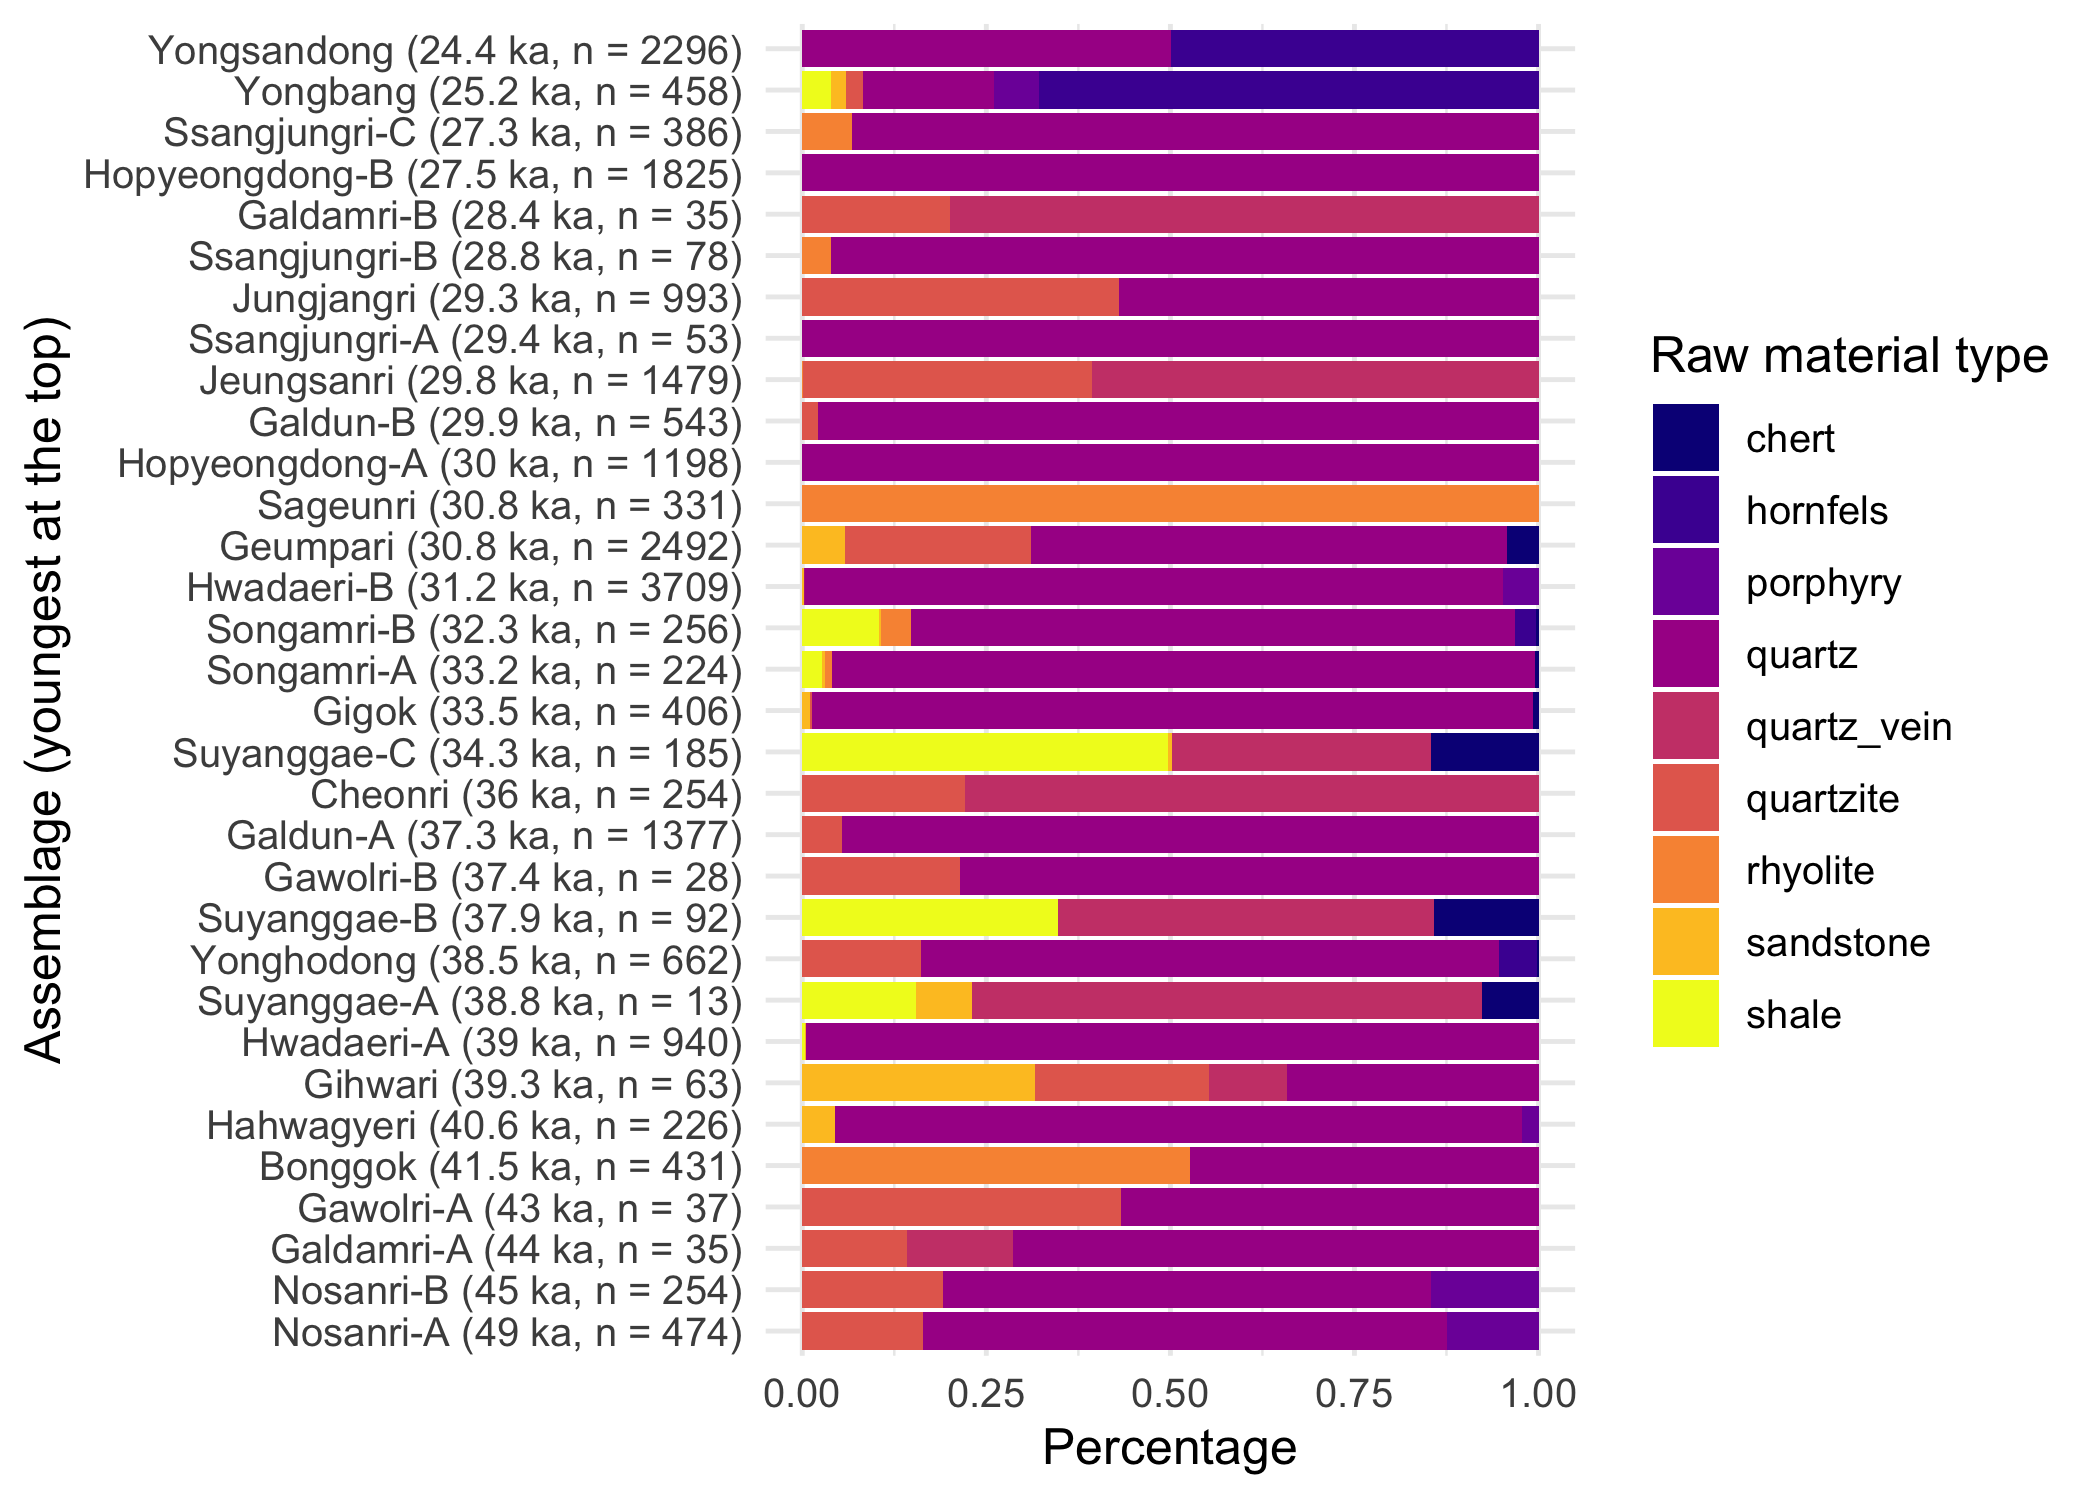 Assemblage (youngest at the top)
Yongsandong (24.4 ka, n = 2296)
Yongbang (25.2 ka, n = 458)
Ssangjungri-C (27.3 ka, n = 386)
Hopyeongdong-B (27.5 ka, n = 1825)
Galdamri-B (28.4 ka, n = 35)
Ssangjungri-B (28.8 ka, n = 78)
Jungjangri (29.3 ka, n = 993)
Ssangjungri-A (29.4 ka, n = 53)
Jeungsanri (29.8 ka, n = 1479)
Galdun-B (29.9 ka, n = 543)
Hopyeongdong-A (30 ka, n = 1198)
Sageunri (30.8 ka, n = 331)
Geumpari (30.8 ka, n = 2492)
Hwadaeri-B (31.2 ka, n = 3709)
Songamri-B (32.3 ka, n = 256)
Songamri-A (33.2 ka, n = 224)
Gigok (33.5 ka, n = 406)
Suyanggae-C (34.3 ka, n = 185)
Cheonri (36 ka, n = 254)
Galdun-A (37.3 ka, n = 1377)
Gawolri-B (37.4 ka, n = 28)
Suyanggae-B (37.9 ka, n = 92)
Yonghodong (38.5 ka, n = 662)
Suyanggae-A (38.8 ka, n = 13)
Hwadaeri-A (39 ka, n = 940)
Gihwari (39.3 ka, n = 63)
Hahwagyeri (40.6 ka, n = 226)
Bonggok (41.5 ka, n = 431)
Gawolri-A (43 ka, n = 37)
Galdamri-A (44 ka, n = 35)
Nosanri-B (45 ka, n = 254)
Nosanri-A (49 ka, n = 474)
0.00 0.25 0.50 0.75 1.00
Percentage
Raw material type
chert
hornfels
porphyry
quartz
quartz_vein
quartzite
rhyolite
sandstone
shale